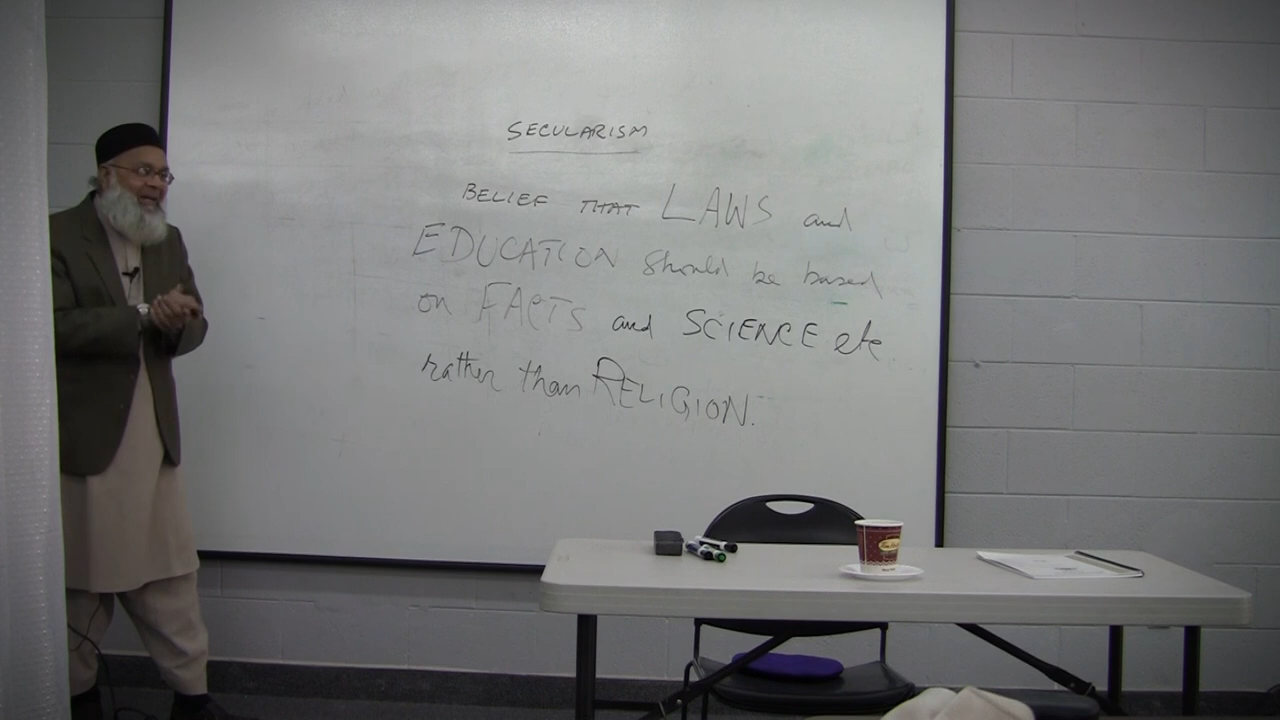 SECULARISM
BELIEF THAT LAWS and
EDUCATION should be based
on FACTS and SCIENCE etc.
rather than RELIGION.